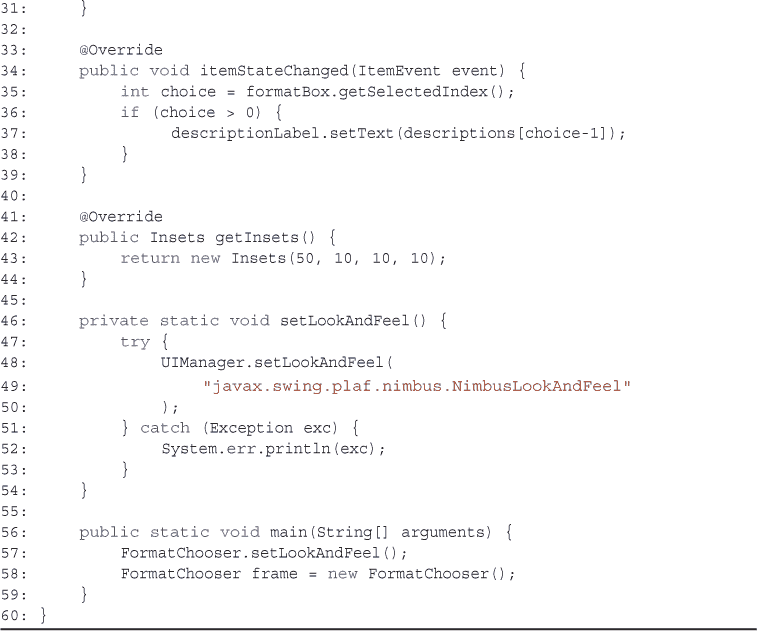 31:     }
32:
33:     @Override
34:     public void itemStateChanged(ItemEvent event) {
35:         int choice = formatBox.getSelectedIndex();
36:         if (choice > 0) {
37:             descriptionLabel.setText(descriptions[choice-1]);
38:         }
39:     }
40:
41:     @Override
42:     public Insets getInsets() {
43:         return new Insets(50, 10, 10, 10);
44:     }
45:
46:     private static void setLookAndFeel() {
47:         try {
48:             UIManager.setLookAndFeel(
49:                 "javax.swing.plaf.nimbus.NimbusLookAndFeel"
50:             );
51:         } catch (Exception exc) {
52:             System.err.println(exc);
53:         }
54:     }
55:
56:     public static void main(String[] arguments) {
57:         FormatChooser.setLookAndFeel();
58:         FormatChooser frame = new FormatChooser();
59:     }
60: }